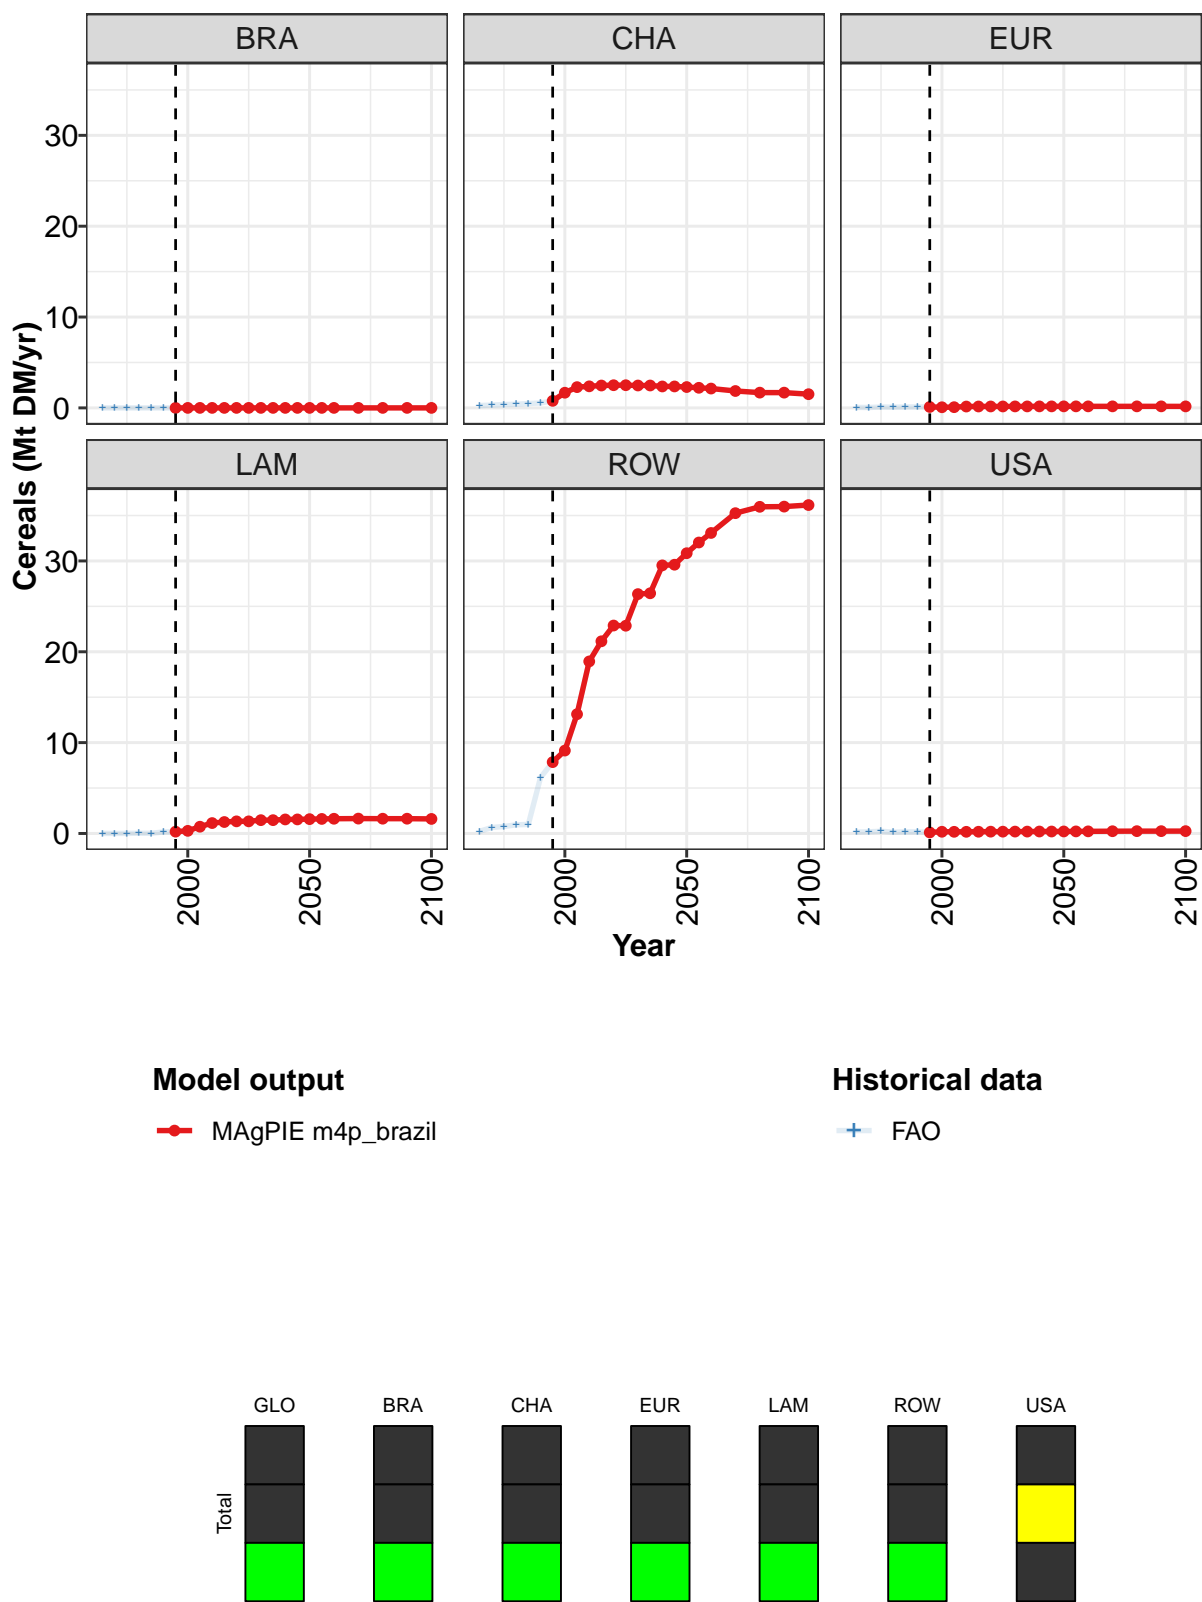 BRA CHA EUR
30
20
10
0
LAM ROW USA
30
20
10
0
Cereals (Mt DM/yr)
2000 2050 2100 2000 2050 2100 2000 2050 2100
Year
Model output Historical data
MAgPIE m4p_brazil FAO
GLO BRA CHA EUR LAM ROW USA
Total